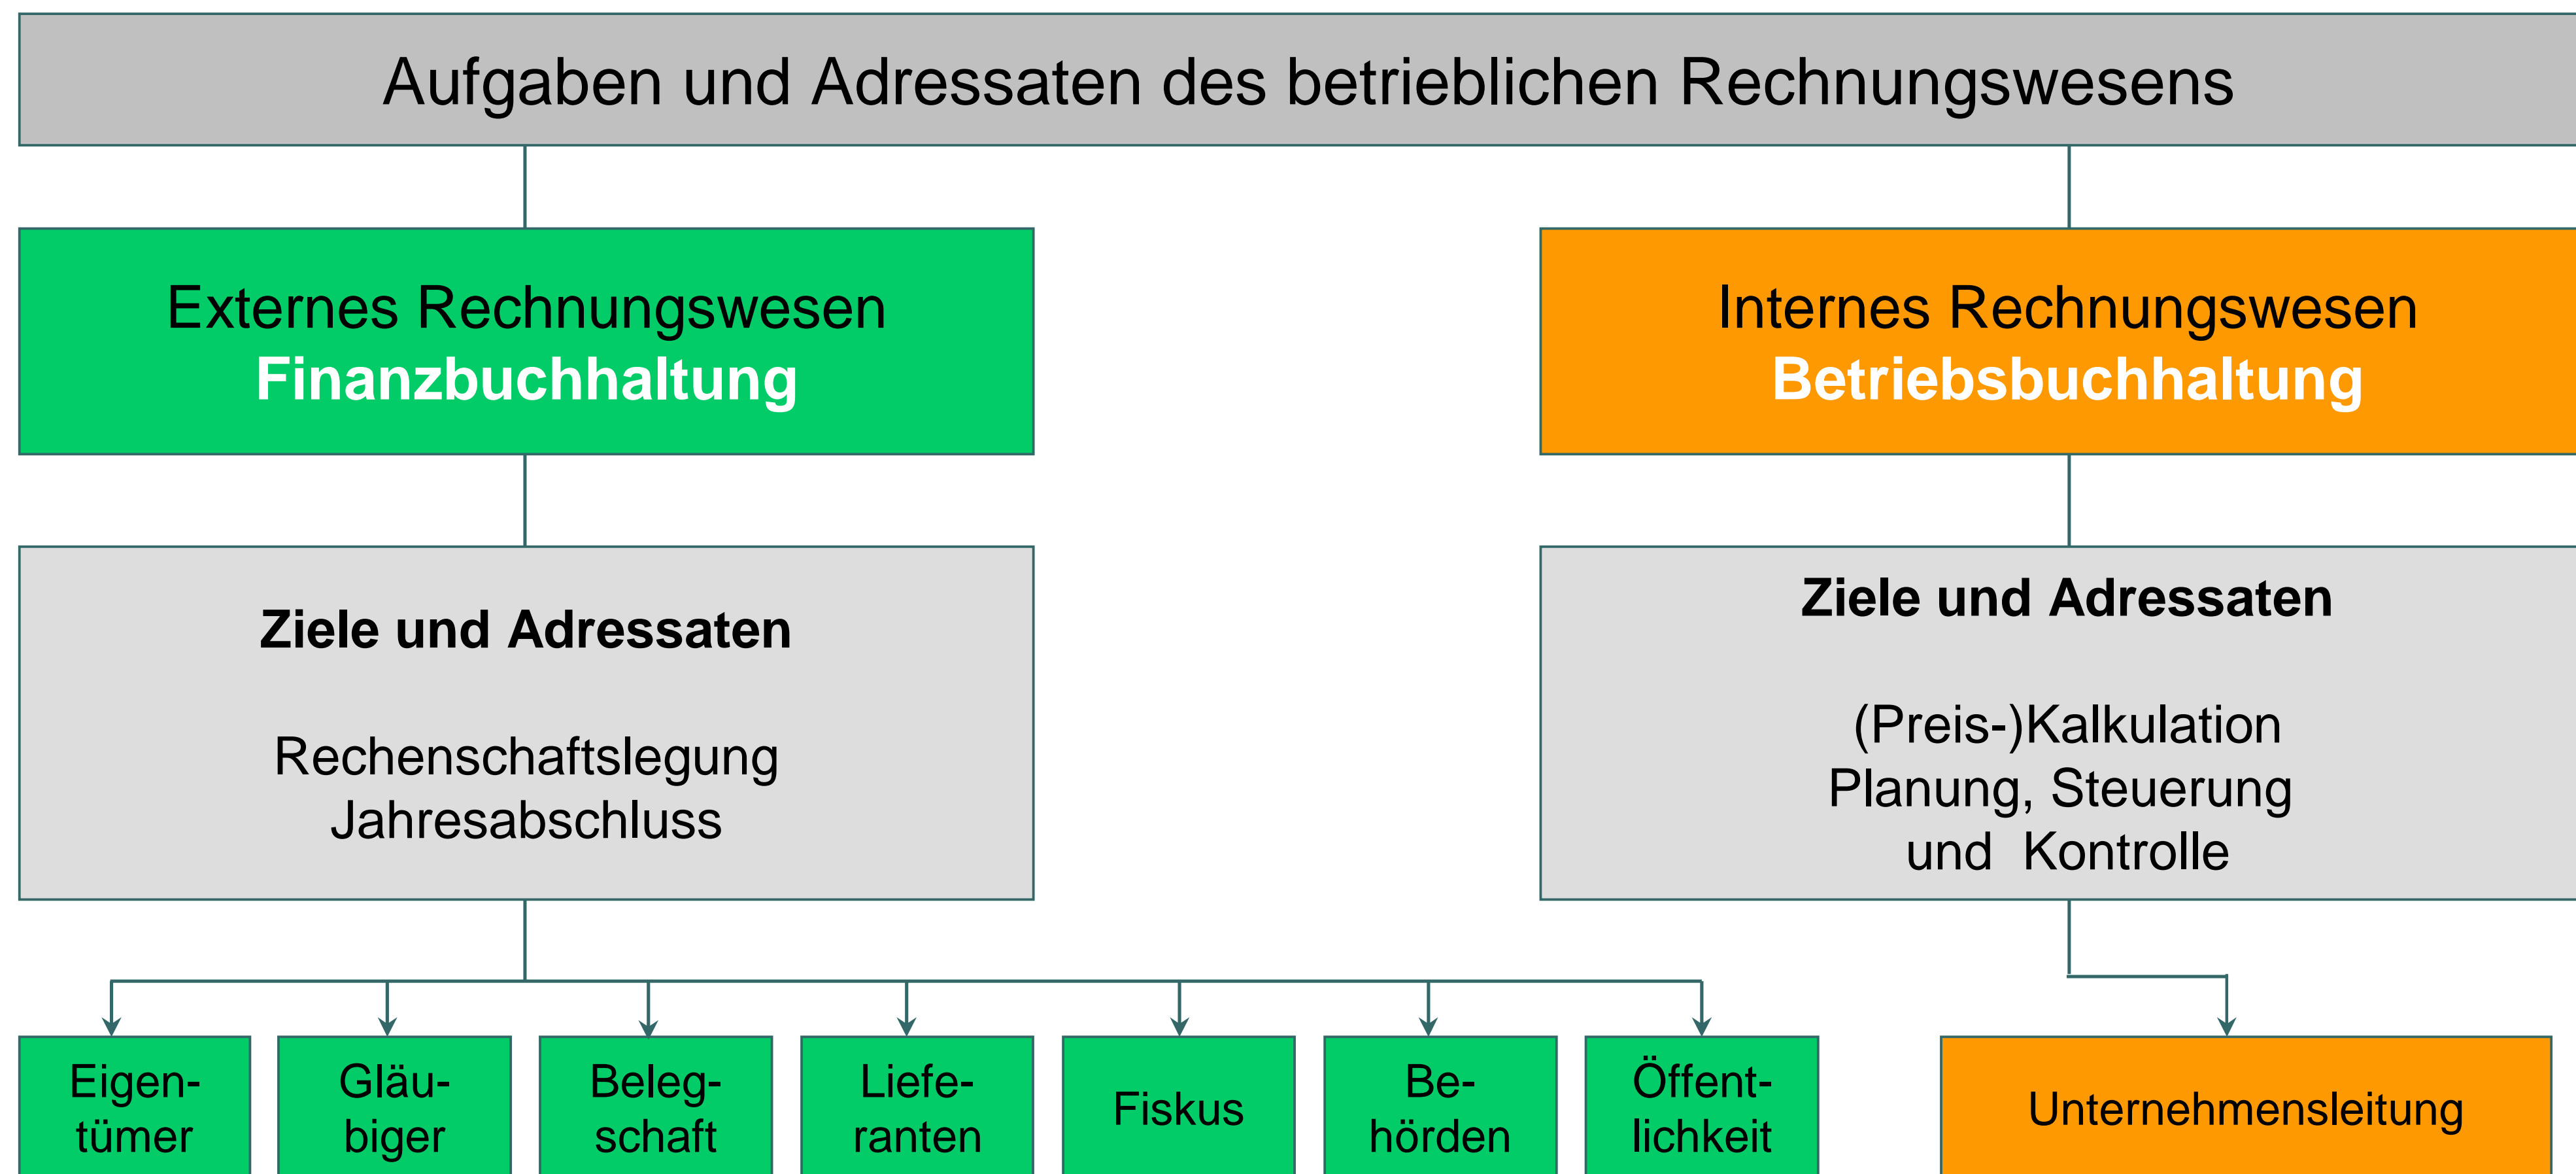 Aufgaben und Adressaten des betrieblichen Rechnungswesens
Externes Rechnungswesen
Finanzbuchhaltung
Internes Rechnungswesen
Betriebsbuchhaltung
Ziele und Adressaten
Rechenschaftslegung
Jahresabschluss
Ziele und Adressaten
(Preis-)Kalkulation
Planung, Steuerung
und Kontrolle
Eigen-
tümer
Gläu-
biger
Beleg-
schaft
Liefe-
ranten
Fiskus
Be-
hörden
Öffent-
lichkeit
Unternehmensleitung